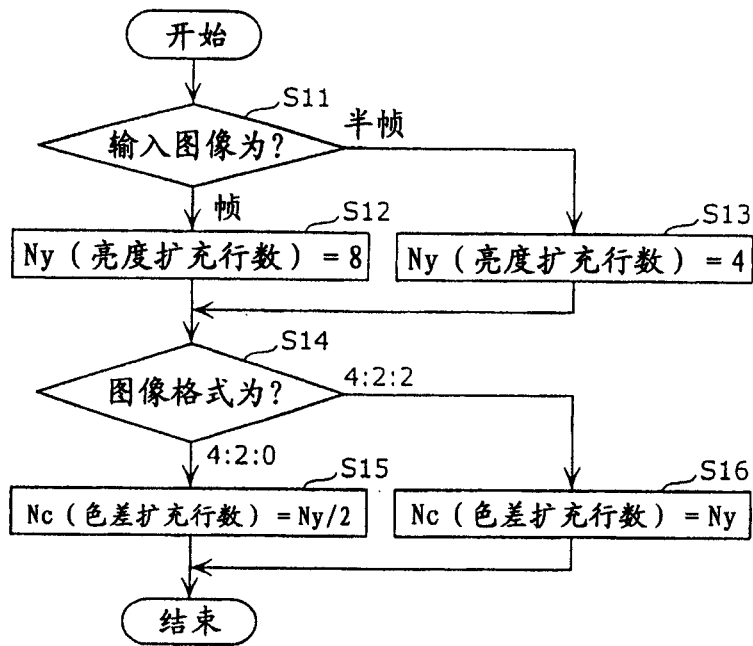 开始
S11
输入图像为?
半帧
帧
S12
Ny(亮度扩充行数)=8
S13
Ny(亮度扩充行数)=4
S14
图像格式为?
4:2:2
4:2:0
S15
Nc(色差扩充行数)=Ny/2
S16
Nc(色差扩充行数)=Ny
结束